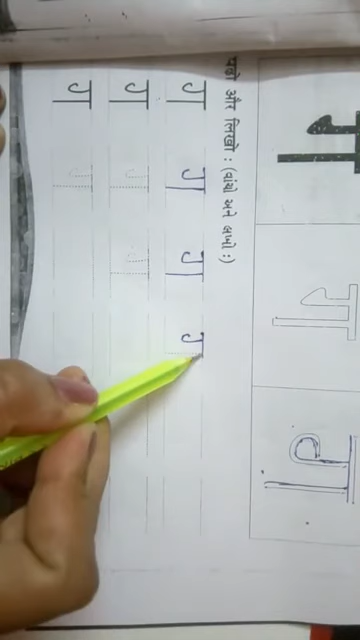 ग ग ग
पढो और लिखो : (વાંચો અને લખો :)
ग ग ग ग
ग ग ग
ग ग